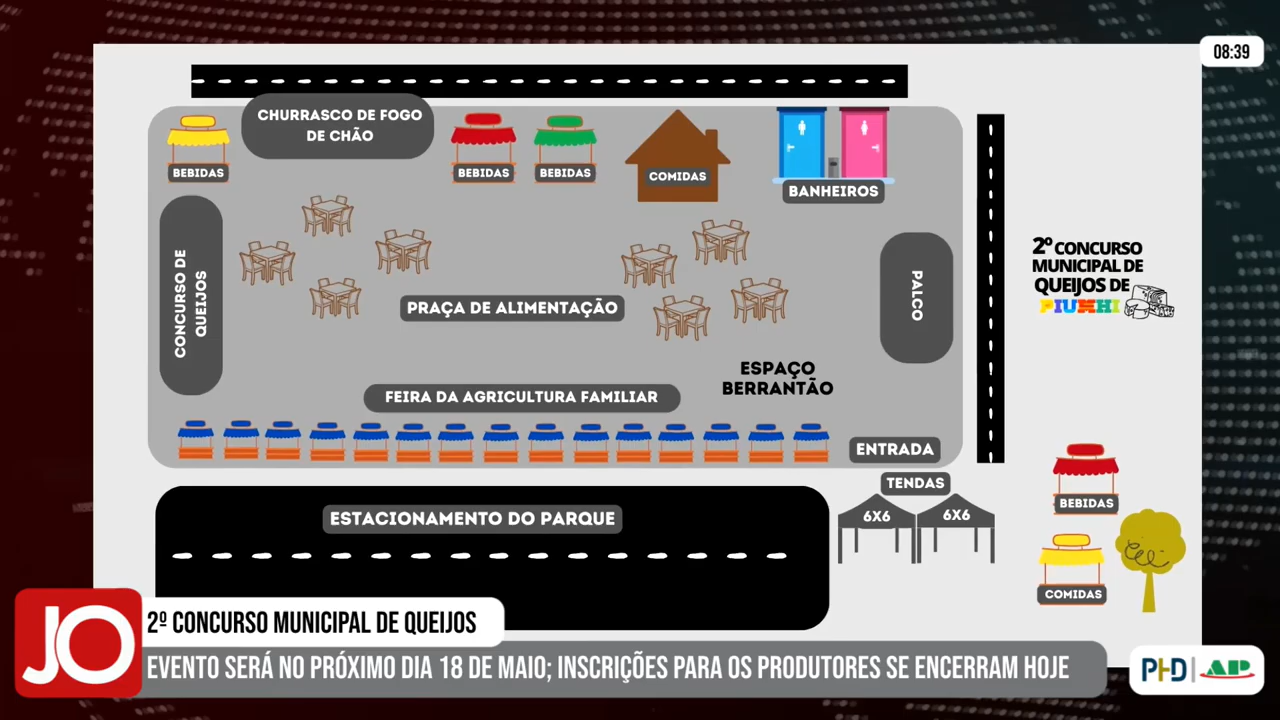 08:39
CHURRASCO DE FOGO
DE CHÃO
BEBIDAS
BEBIDAS
BEBIDAS
COMIDAS
BANHEIROS
CONCURSO DE
QUEIJOS
PRAÇA DE ALIMENTAÇÃO
PALCO
2º CONCURSO
MUNICIPAL DE
QUEIJOS DE
PIUMHI
ESPAÇO
BERRANTÃO
FEIRA DA AGRICULTURA FAMILIAR
ENTRADA
TENDAS
6X6
6X6
ESTACIONAMENTO DO PARQUE
BEBIDAS
COMIDAS
JO
2º CONCURSO MUNICIPAL DE QUEIJOS
EVENTO SERÁ NO PRÓXIMO DIA 18 DE MAIO; INSCRIÇÕES PARA OS PRODUTORES SE ENCERRAM HOJE
PHD | AP